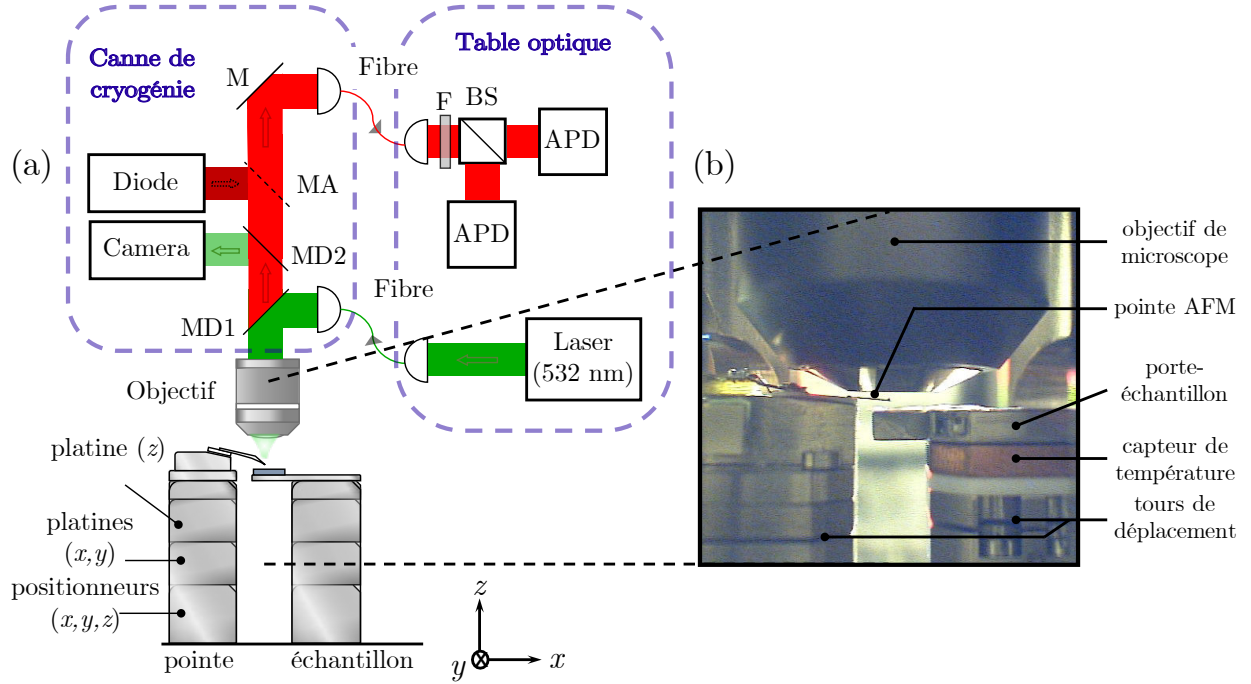 (a)
Canne de
cryogénie
M
Fibre
Table optique
F
BS
APD
APD
Diode
MA
Camera
MD2
MD1
Fibre
Laser
(532 nm)
Objectif
platine (z)
platines
(x,y)
positionneurs
(x,y,z)
pointe
échantillon
z
y
x
(b)
objectif de
microscope
pointe AFM
porte-
échantillon
capteur de
température
tours de
déplacement